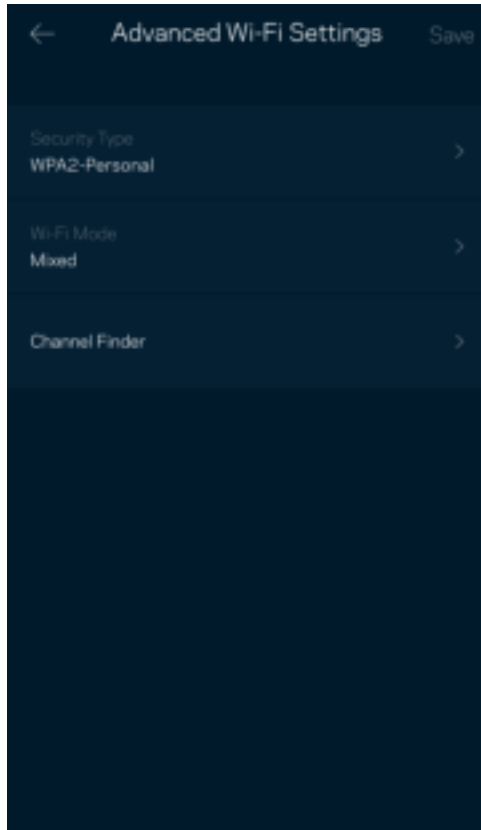 Advanced Wi-Fi Settings Save
Security Type
WPA2-Personal
Wi-Fi Mode
Mixed
Channel Finder